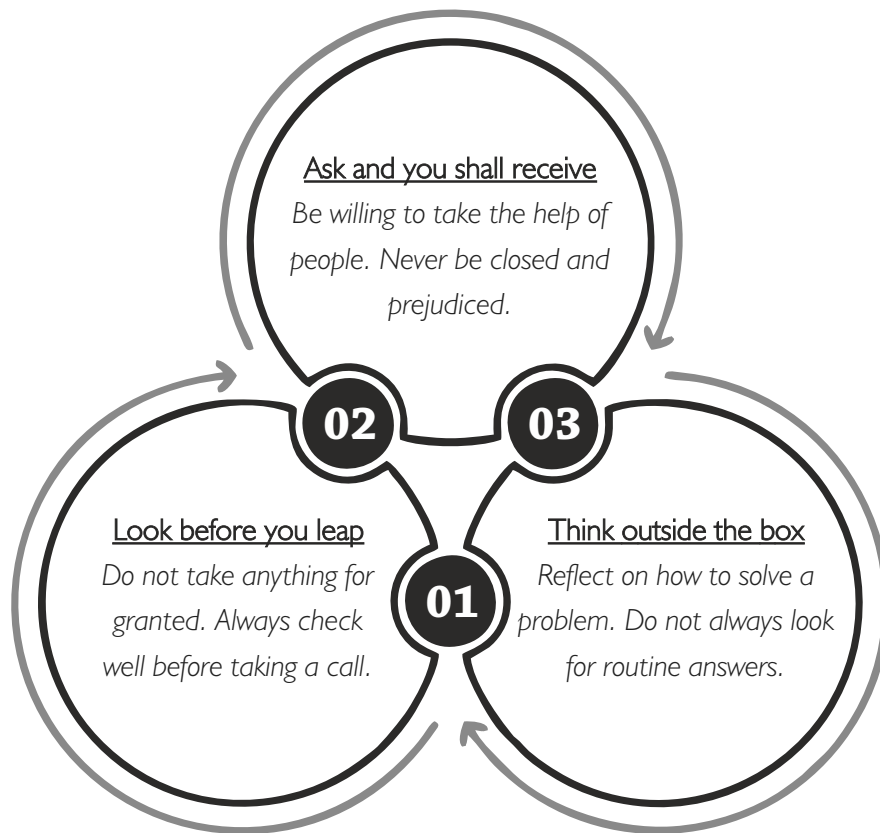 Ask and you shall receive
Be willing to take the help of
people. Never be closed and
prejudiced.
02
03
Look before you leap
Do not take anything for
granted. Always check
well before taking a call.
01
Think outside the box
Reflect on how to solve a
problem. Do not always look
for routine answers.